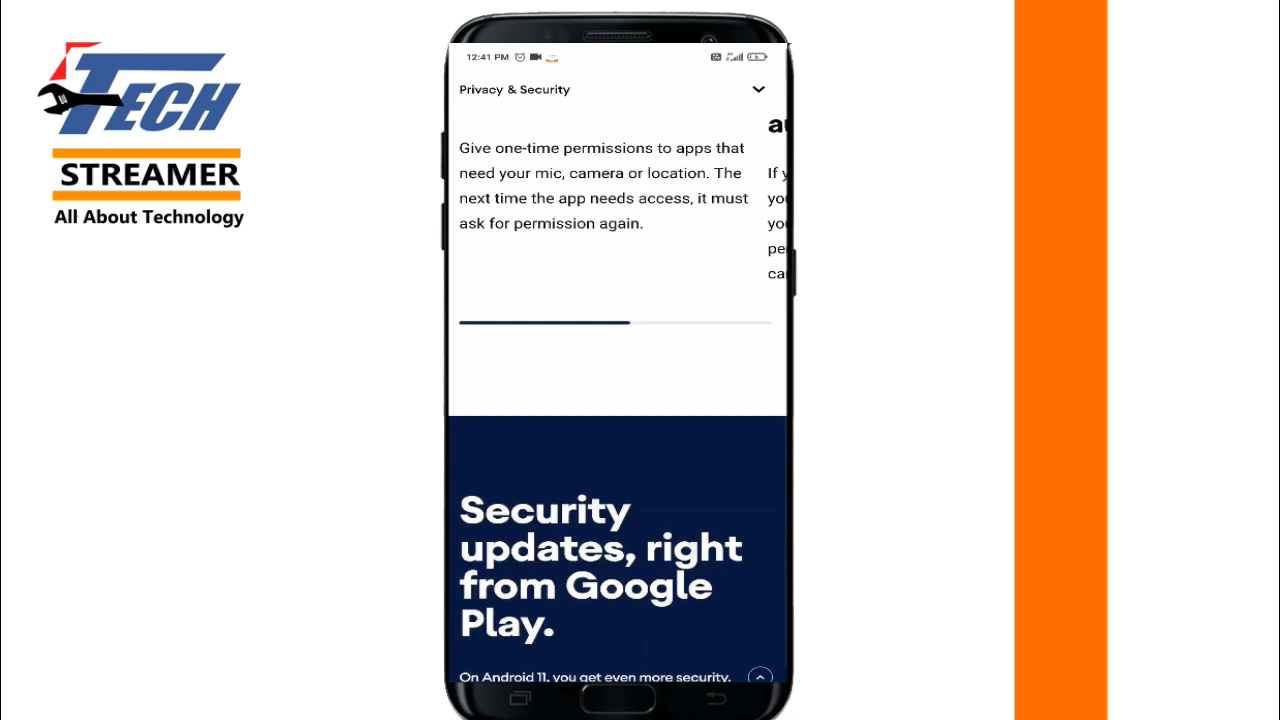 TECH
STREAMER
All About Technology
12:41 PM
Privacy & Security
Give one-time permissions to apps that
need your mic, camera or location. The
next time the app needs access, it must
ask for permission again.
If
Security
updates, right
from Google
Play.
On Android 11, you get even more security.